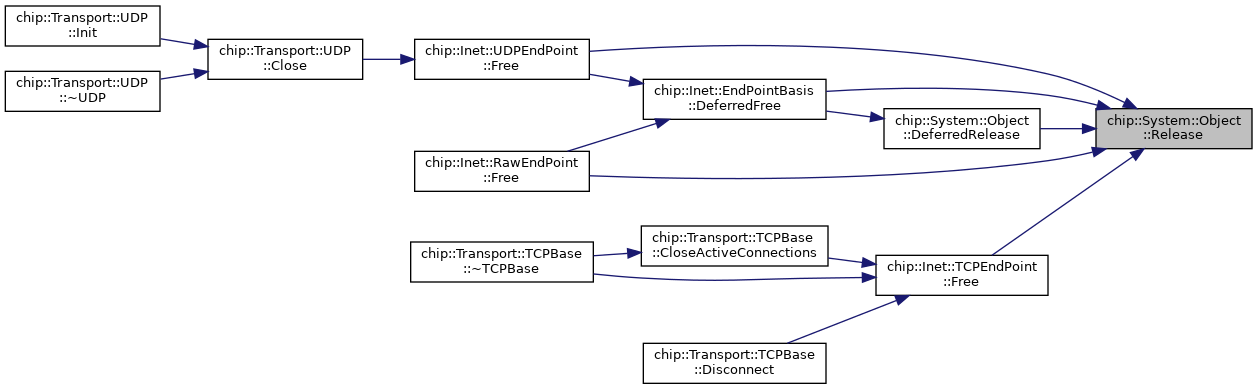 chip::Transport::UDP
::Init
chip::Transport::UDP
::~UDP
chip::Transport::UDP
::Close
chip::Inet::UDPEndPoint
::Free
chip::Inet::EndPointBasis
::DeferredFree
chip::System::Object
::DeferredRelease
chip::System::Object
::Release
chip::Inet::RawEndPoint
::Free
chip::Transport::TCPBase
::~TCPBase
chip::Transport::TCPBase
::CloseActiveConnections
chip::Inet::TCPEndPoint
::Free
chip::Transport::TCPBase
::Disconnect